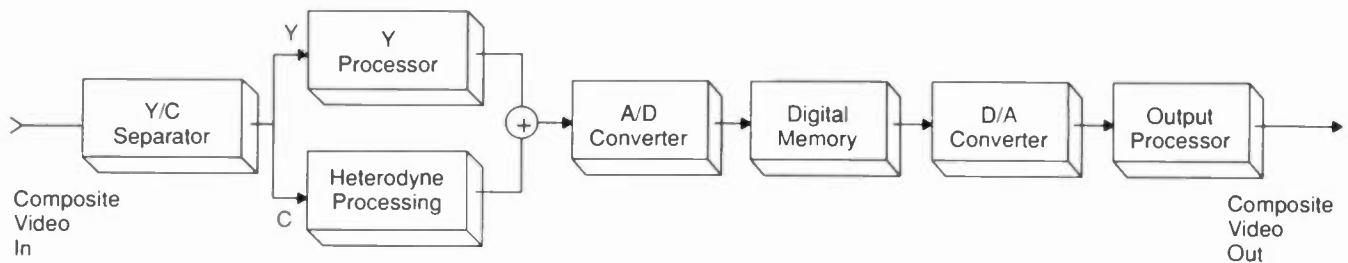 Composite
Video
In
Y/C
Separator
Y
C
Y
Processor
Heterodyne
Processing
+
A/D
Converter
Digital
Memory
D/A
Converter
Output
Processor
Composite
Video
Out